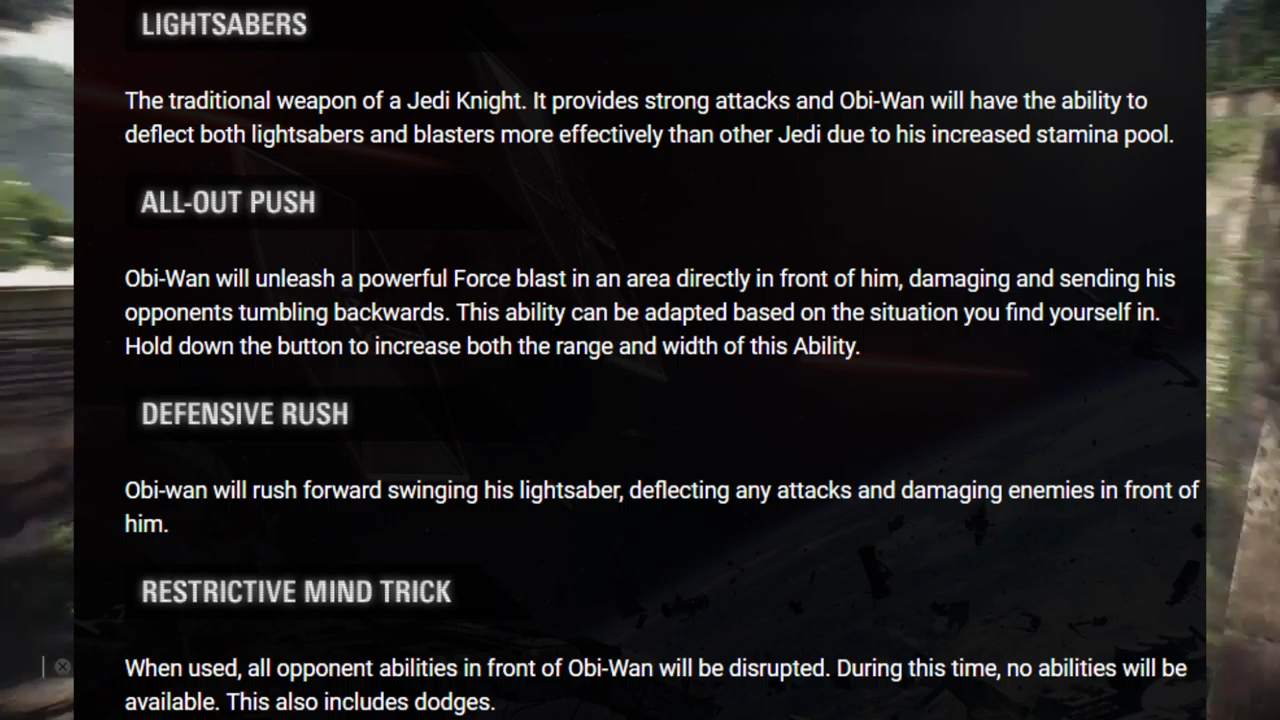 LIGHTSABERS
The traditional weapon of a Jedi Knight. It provides strong attacks and Obi-Wan will have the ability to
deflect both lightsabers and blasters more effectively than other Jedi due to his increased stamina pool.
ALL-OUT PUSH
Obi-Wan will unleash a powerful Force blast in an area directly in front of him, damaging and sending his
opponents tumbling backwards. This ability can be adapted based on the situation you find yourself in.
Hold down the button to increase both the range and width of this Ability.
DEFENSIVE RUSH
Obi-wan will rush forward swinging his lightsaber, deflecting any attacks and damaging enemies in front of
him.
RESTRICTIVE MIND TRICK
When used, all opponent abilities in front of Obi-Wan will be disrupted. During this time, no abilities will be
available. This also includes dodges.